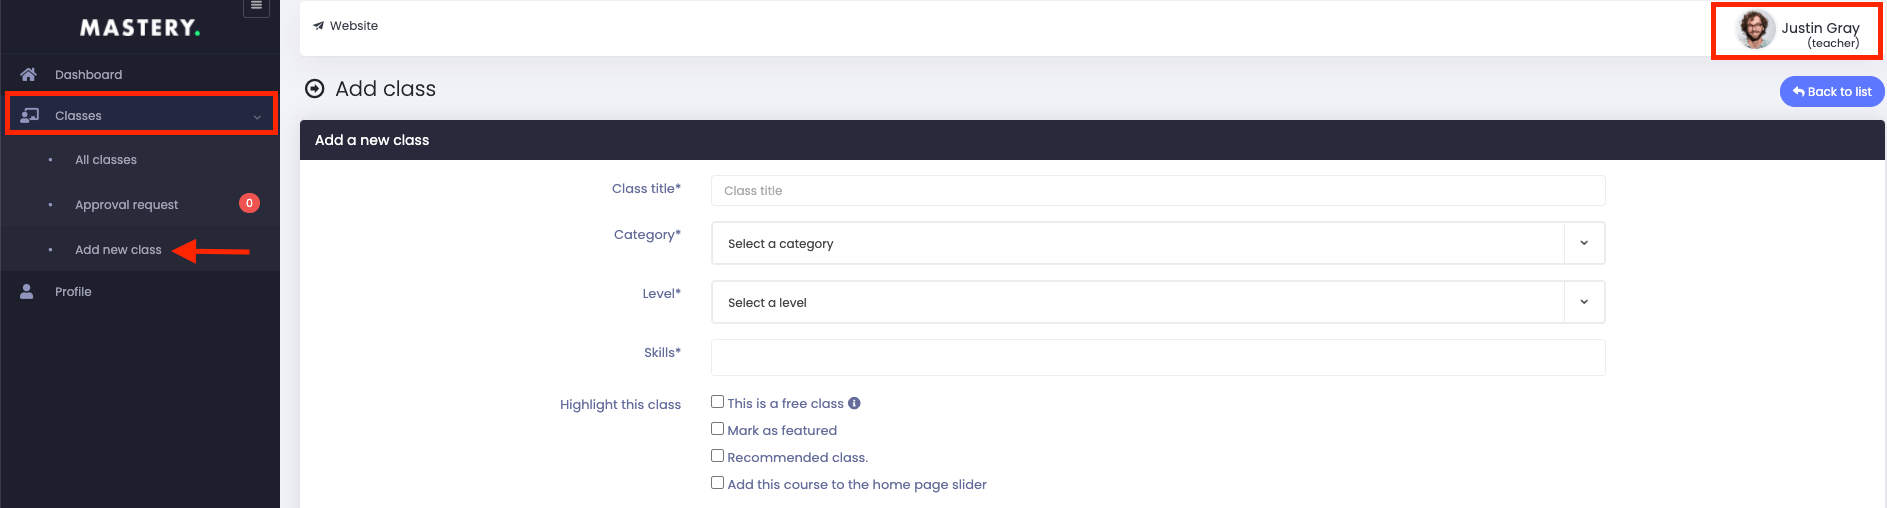 MASTERY.
Dashboard
Classes
All classes
Approval request 0
Add new class
Profile
Website
Justin Gray
(teacher)
Add class
Back to list
Add a new class
Class title* Class title
Category* Select a category
Level* Select a level
Skills*
Highlight this class This is a free class
Mark as featured
Recommended class.
Add this course to the home page slider